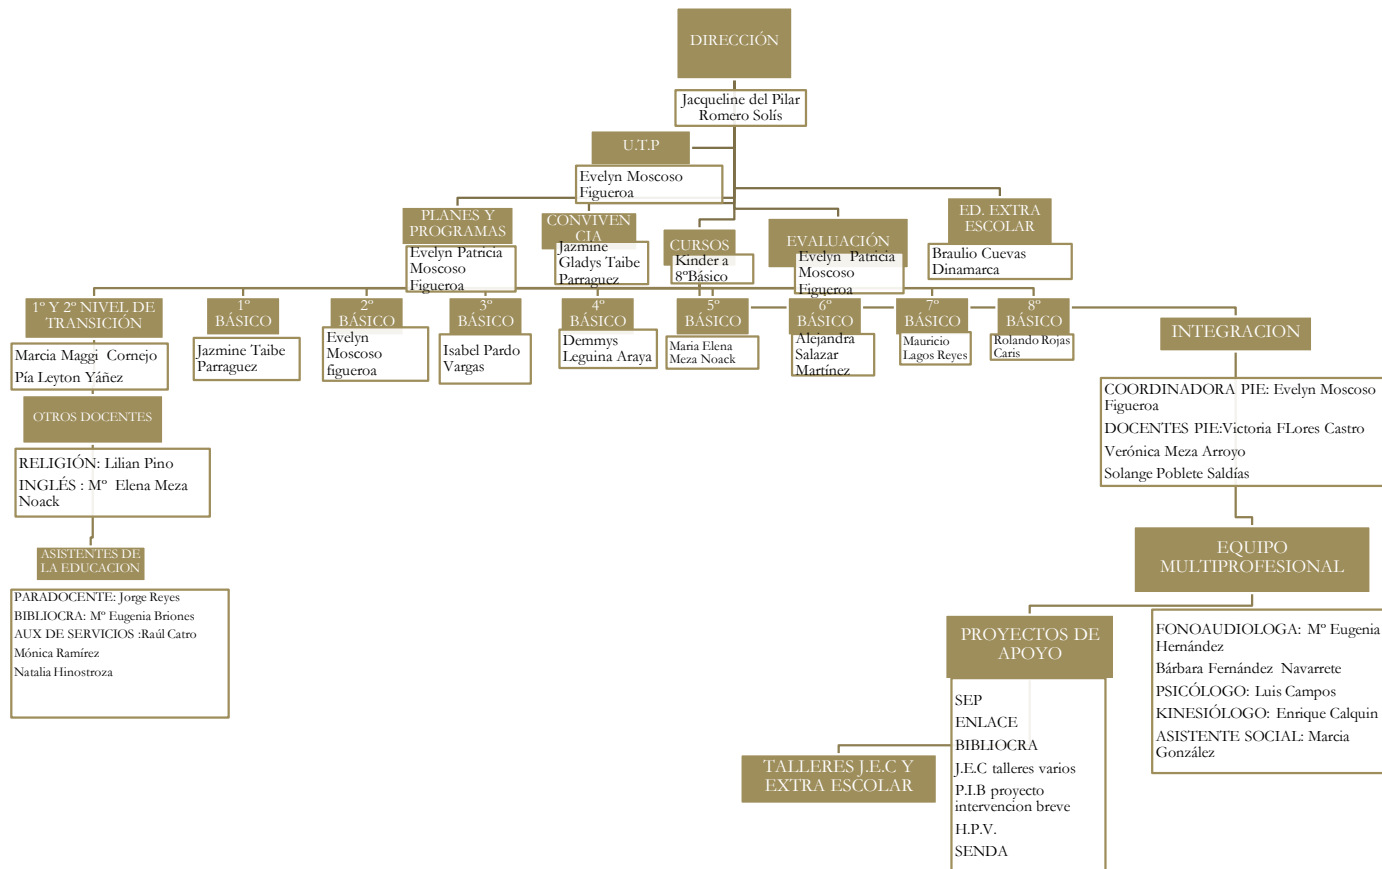 DIRECCIÓN
Jacqueline del Pilar
Romero Solís
U.T.P
Evelyn Moscoso
Figueroa
PLANES Y
PROGRAMAS
Evelyn Patricia
Moscoso
Figueroa
CONVIVEN
CIA
Jazmine
Gladys Taibe
Parraguez
CURSOS
Kinder a
8ºBásico
EVALUACIÓN
Evelyn Patricia
Moscoso
Figueroa
ED. EXTRA
ESCOLAR
Braulio Cuevas
Dinamarca
1º Y 2º NIVEL DE
TRANSICIÓN
Marcia Maggi Cornejo
Pía Leyton Yáñez
1º
BÁSICO
Jazmine Taibe
Parraguez
2º
BÁSICO
Evelyn
Moscoso
figueroa
3º
BÁSICO
Isabel Pardo
Vargas
4º
BÁSICO
Demmys
Leguina Araya
5º
BÁSICO
Maria Elena
Meza Noack
6º
BÁSICO
Alejandra
Salazar
Martínez
7º
BÁSICO
Mauricio
Lagos Reyes
8º
BÁSICO
Rolando Rojas
Caris
INTEGRACION
COORDINADORA PIE: Evelyn Moscoso
Figueroa
DOCENTES PIE:Victoria FLores Castro
Verónica Meza Arroyo
Solange Poblete Saldías
OTROS DOCENTES
RELIGIÓN: Lilian Pino
INGLÉS : Mº Elena Meza
Noack
ASISTENTES DE
LA EDUCACION
PARADOCENTE: Jorge Reyes
BIBLIOCRA: Mº Eugenia Briones
AUX DE SERVICIOS :Raúl Catro
Mónica Ramírez
Natalia Hinostroza
EQUIPO
MULTIPROFESIONAL
FONOAUDIOLOGA: Mº Eugenia
Hernández
Bárbara Fernández Navarrete
PSICÓLOGO: Luis Campos
KINESIÓLOGO: Enrique Calquin
ASISTENTE SOCIAL: Marcia
González
PROYECTOS DE
APOYO
SEP
ENLACE
BIBLIOCRA
J.E.C talleres varios
P.I.B proyecto
intervencion breve
H.P.V.
SENDA
TALLERES J.E.C Y
EXTRA ESCOLAR